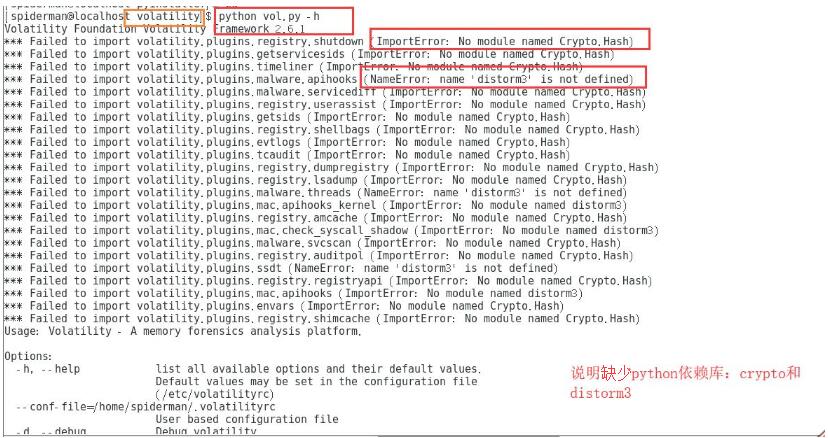 [spiderman@localhost volatility]$ python vol.py -h
Volatility Foundation Volatility Framework 2.6.1
*** Failed to import volatility.plugins.registry.shutdown (ImportError: No module named Crypto.Hash)
*** Failed to import volatility.plugins.getservicesids (ImportError: No module named Crypto.Hash)
*** Failed to import volatility.plugins.timeliner (ImportError: No module named Crypto.Hash)
*** Failed to import volatility.plugins.malware.apihooks (NameError: name 'distorm3' is not defined)
*** Failed to import volatility.plugins.malware.servicediff (ImportError: No module named Crypto.Hash)
*** Failed to import volatility.plugins.registry.userassist (ImportError: No module named Crypto.Hash)
*** Failed to import volatility.plugins.getsids (ImportError: No module named Crypto.Hash)
*** Failed to import volatility.plugins.registry.shellbags (ImportError: No module named Crypto.Hash)
*** Failed to import volatility.plugins.evtlogs (ImportError: No module named Crypto.Hash)
*** Failed to import volatility.plugins.tcaudit (ImportError: No module named Crypto.Hash)
*** Failed to import volatility.plugins.registry.dumpregistry (ImportError: No module named Crypto.Hash)
*** Failed to import volatility.plugins.registry.lsadump (ImportError: No module named Crypto.Hash)
*** Failed to import volatility.plugins.malware.threads (NameError: name 'distorm3' is not defined)
*** Failed to import volatility.plugins.mac.apihooks_kernel (ImportError: No module named distorm3)
*** Failed to import volatility.plugins.registry.amcache (ImportError: No module named Crypto.Hash)
*** Failed to import volatility.plugins.mac.check_syscall_shadow (ImportError: No module named distorm3)
*** Failed to import volatility.plugins.malware.svcscan (ImportError: No module named Crypto.Hash)
*** Failed to import volatility.plugins.registry.auditpol (ImportError: No module named Crypto.Hash)
*** Failed to import volatility.plugins.ssdt (NameError: name 'distorm3' is not defined)
*** Failed to import volatility.plugins.registry.registryapi (ImportError: No module named Crypto.Hash)
*** Failed to import volatility.plugins.mac.apihooks (ImportError: No module named distorm3)
*** Failed to import volatility.plugins.envars (ImportError: No module named Crypto.Hash)
*** Failed to import volatility.plugins.registry.shimcache (ImportError: No module named Crypto.Hash)
Usage: Volatility - A memory forensics analysis platform.
Options:
-h, --help list all available options and their default values.
Default values may be set in the configuration file
(/etc/volatilityrc)
--conf-file=/home/spiderman/.volatilityrc
User based configuration file
-d, --debug Debug volatility
说明缺少python依赖库：crypto和
distorm3